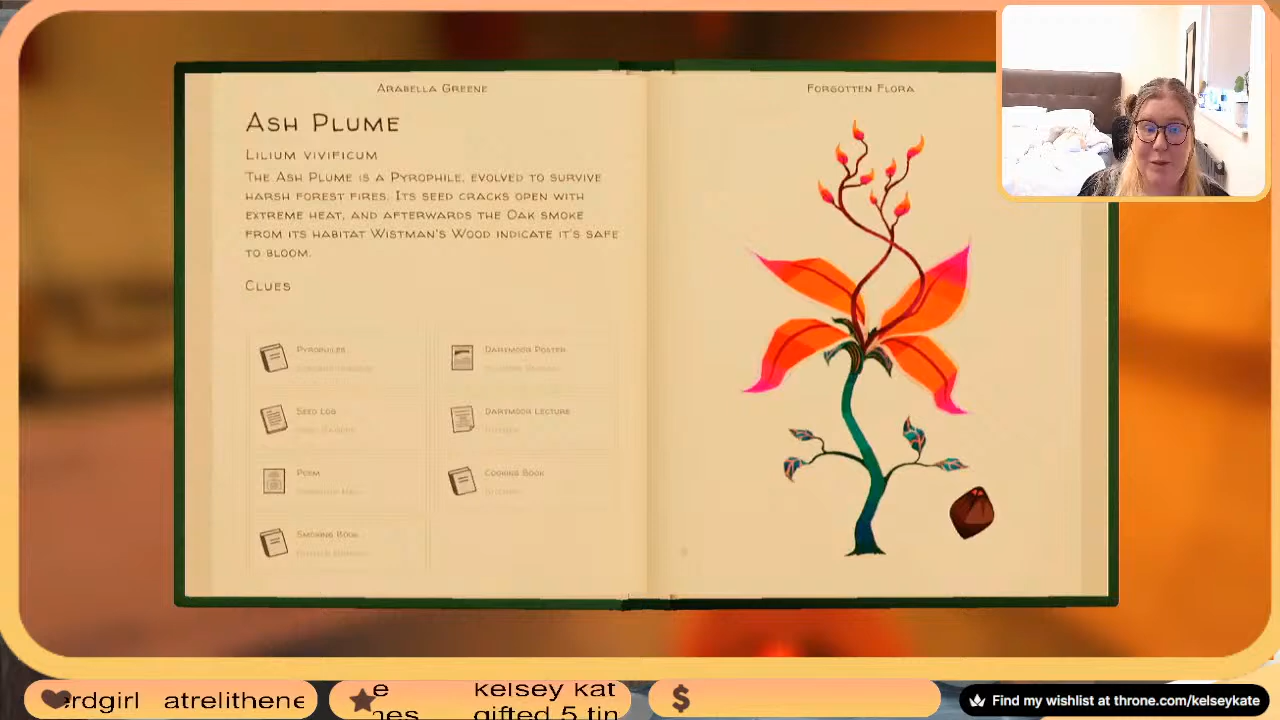 Arabella Greene
Forgotten Flora
Ash Plume
Lilium vivificum
The Ash Plume is a Pyrophile, evolved to survive
harsh forest fires. Its seed cracks open with
extreme heat, and afterwards the Oak smoke
from its habitat Wistman's Wood indicate it's safe
to bloom.
Clues
Pyrophiles
Dartmoor Poster
Seed Log
Dartmoor Lecture
Poem
Cooking Book
Smoking Book
erdgirl atrelithene
kelsey kat
gifted 5 tin
$
Find my wishlist at throne.com/kelseykate